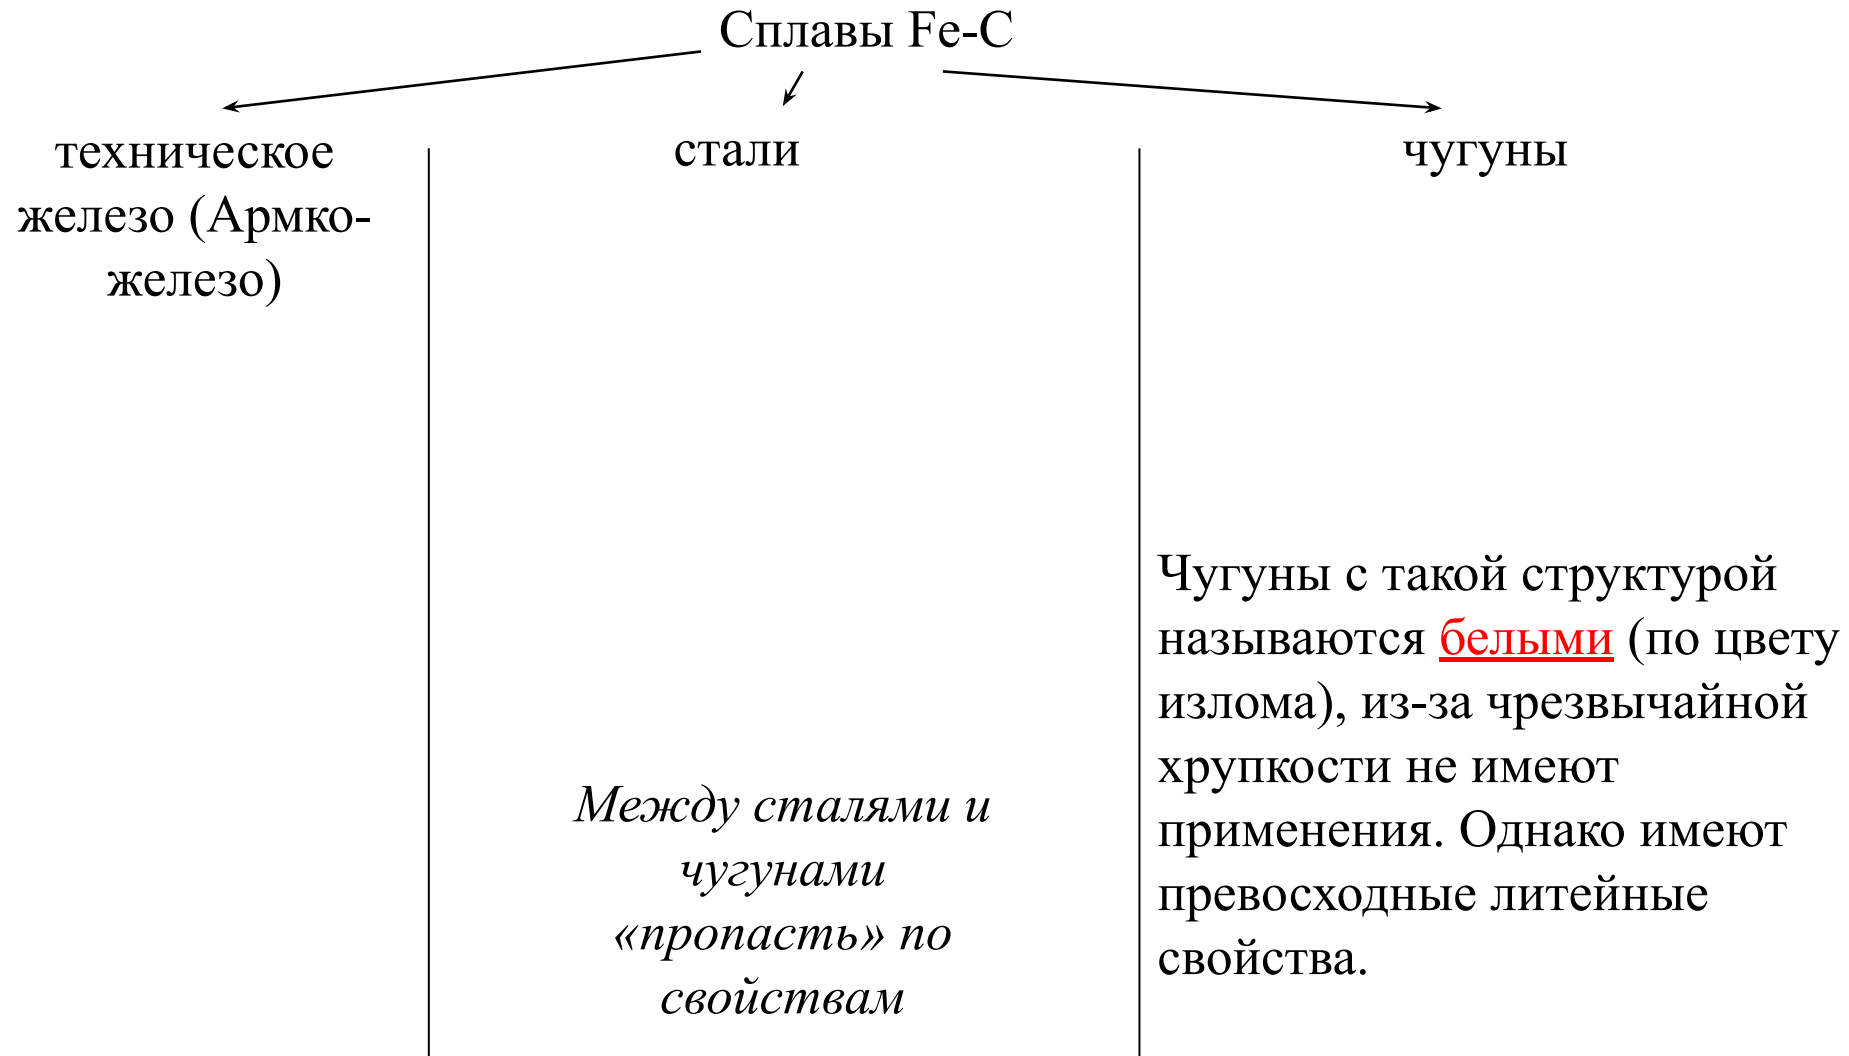 Сплавы Fe-C
техническое
железо (Армко-
железо)
стали
Между сталями и
чугунами
«пропасть» по
свойствам
чугуны
Чугуны с такой структурой
называются белыми (по цвету
излома), из-за чрезвычайной
хрупкости не имеют
применения. Однако имеют
превосходные литейные
свойства.